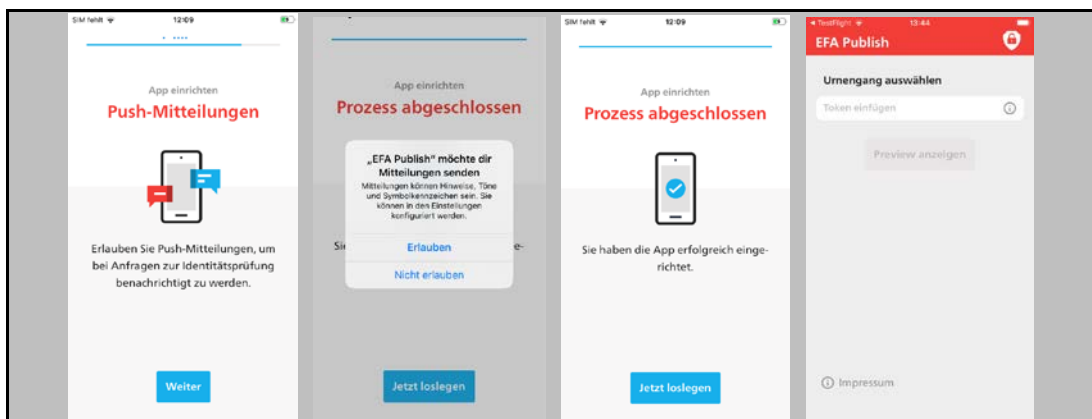 SIM fehlt 12:09
App einrichten
Push-Mitteilungen
Erlauben Sie Push-Mitteilungen, um
bei Anfragen zur Identitätsprüfung
benachrichtigt zu werden.
Weiter
App einrichten
Prozess abgeschlossen
„EFA Publish" möchte dir
Mitteilungen senden
Mitteilungen können Hinweise, Töne
und Symbolkennzeichen sein. Sie
können in den Einstellungen
konfiguriert werden.
Erlauben
Nicht erlauben
Si
e-
Jetzt loslegen
SIM fehlt 12:09
App einrichten
Prozess abgeschlossen
Sie haben die App erfolgreich einge-
richtet.
Jetzt loslegen
TestFlight 13:44
EFA Publish
Urnengang auswählen
Token einfügen
Preview anzeigen
Impressum